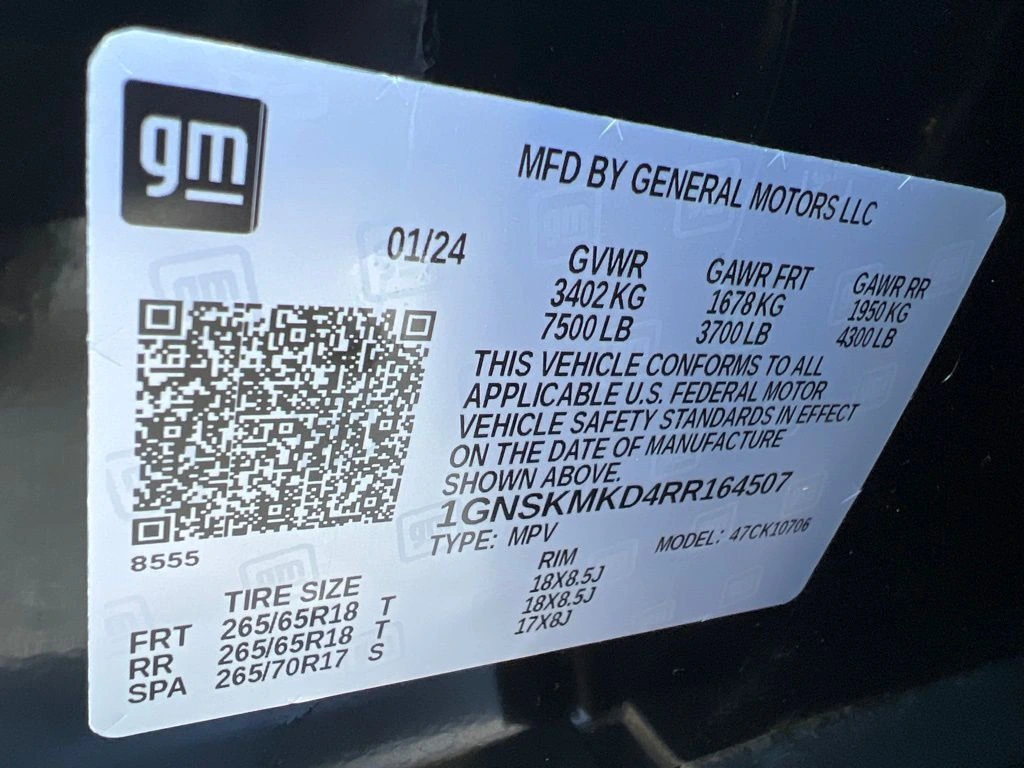 gm
MFD BY GENERAL MOTORS LLC
01/24
GVWR GAWR FRT GAWR RR
3402 KG 1678 KG 1950 KG
7500 LB 3700 LB 4300 LB
THIS VEHICLE CONFORMS TO ALL
APPLICABLE U.S. FEDERAL MOTOR
VEHICLE SAFETY STANDARDS IN EFFECT
ON THE DATE OF MANUFACTURE
SHOWN ABOVE.
1GNSKMKD4RR164507
TYPE: MPV MODEL: 47CK10706
8555
TIRE SIZE RIM
FRT 265/65R18 T 18X8.5J
RR 265/65R18 T 18X8.5J
SPA 265/70R17 S 17X8J